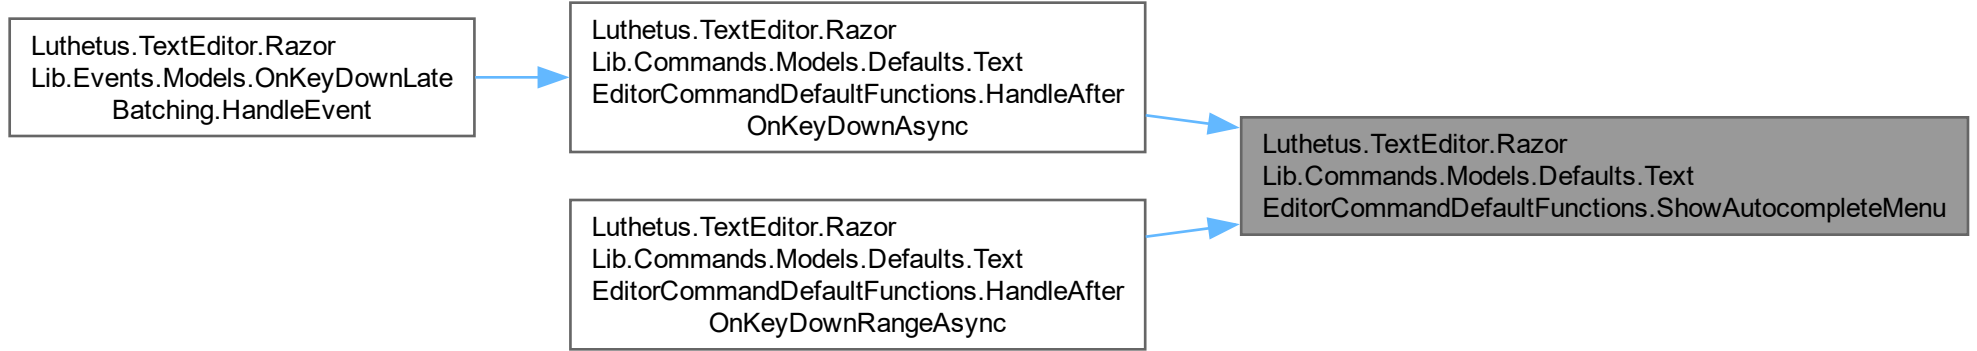 Luthetus.TextEditor.Razor
Lib.Events.Models.OnKeyDownLate
Batching.HandleEvent
Luthetus.TextEditor.Razor
Lib.Commands.Models.Defaults.Text
EditorCommandDefaultFunctions.HandleAfter
OnKeyDownAsync
Luthetus.TextEditor.Razor
Lib.Commands.Models.Defaults.Text
EditorCommandDefaultFunctions.HandleAfter
OnKeyDownRangeAsync
Luthetus.TextEditor.Razor
Lib.Commands.Models.Defaults.Text
EditorCommandDefaultFunctions.ShowAutocompleteMenu